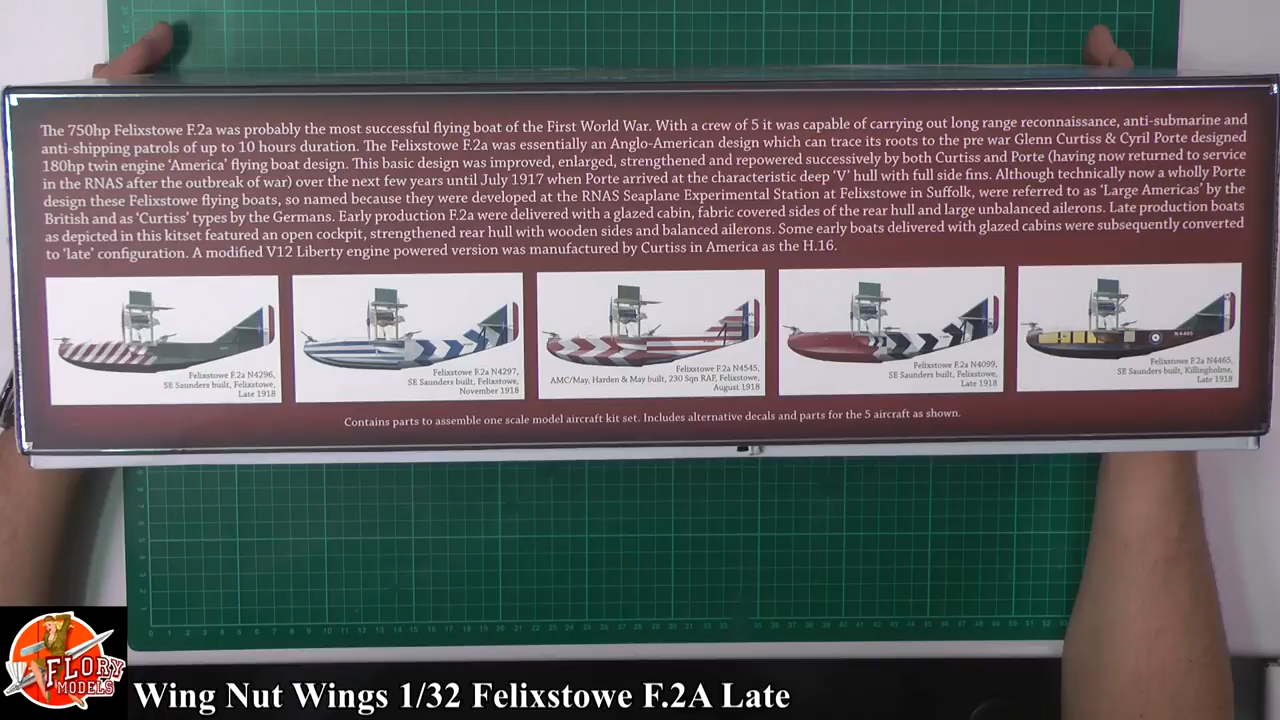 The 750hp Felixstowe F.2a was probably the most successful flying boat of the First World War. With a crew of 5 it was capable of carrying out long range reconnaissance, anti-submarine and
anti-shipping patrols of up to 10 hours duration. The Felixstowe F.2a was essentially an Anglo-American design which can trace its roots to the pre war Glenn Curtiss & Cyril Porte designed
180hp twin engine ‘America’ flying boat design. This basic design was improved, enlarged, strengthened and repowered successively by both Curtiss and Porte (having now returned to service
in the RNAS after the outbreak of war) over the next few years until July 1917 when Porte arrived at the characteristic deep ‘V’ hull with full side fins. Although technically now a wholly Porte
design these Felixstowe flying boats, so named because they were developed at the RNAS Seaplane Experimental Station at Felixstowe in Suffolk, were referred to as ‘Large Americas’ by the
British and as ‘Curtiss’ types by the Germans. Early production F.2a were delivered with a glazed cabin, fabric covered sides of the rear hull and large unbalanced ailerons. Late production boats
as depicted in this kitset featured an open cockpit, strengthened rear hull with wooden sides and balanced ailerons. Some early boats delivered with glazed cabins were subsequently converted
to ‘late’ configuration. A modified V12 Liberty engine powered version was manufactured by Curtiss in America as the H.16.
Felixstowe F.2a N4296,
SE Saunders built, Felixstowe,
Late 1918
Felixstowe F.2a N4297,
SE Saunders built, Felixstowe,
November 1918
Felixstowe F.2a N4545,
AMC/May, Harden & May built, 230 Sqn RAF, Felixstowe,
August 1918
Felixstowe F.2a N4099,
SE Saunders built, Felixstowe,
Late 1918
N4465
Felixstowe F.2a N4465,
SE Saunders built, Killingholme,
Late 1918
Contains parts to assemble one scale model aircraft kit set. Includes alternative decals and parts for the 5 aircraft as shown.
FLORY
MODELS
Wing Nut Wings 1/32 Felixstowe F.2A Late